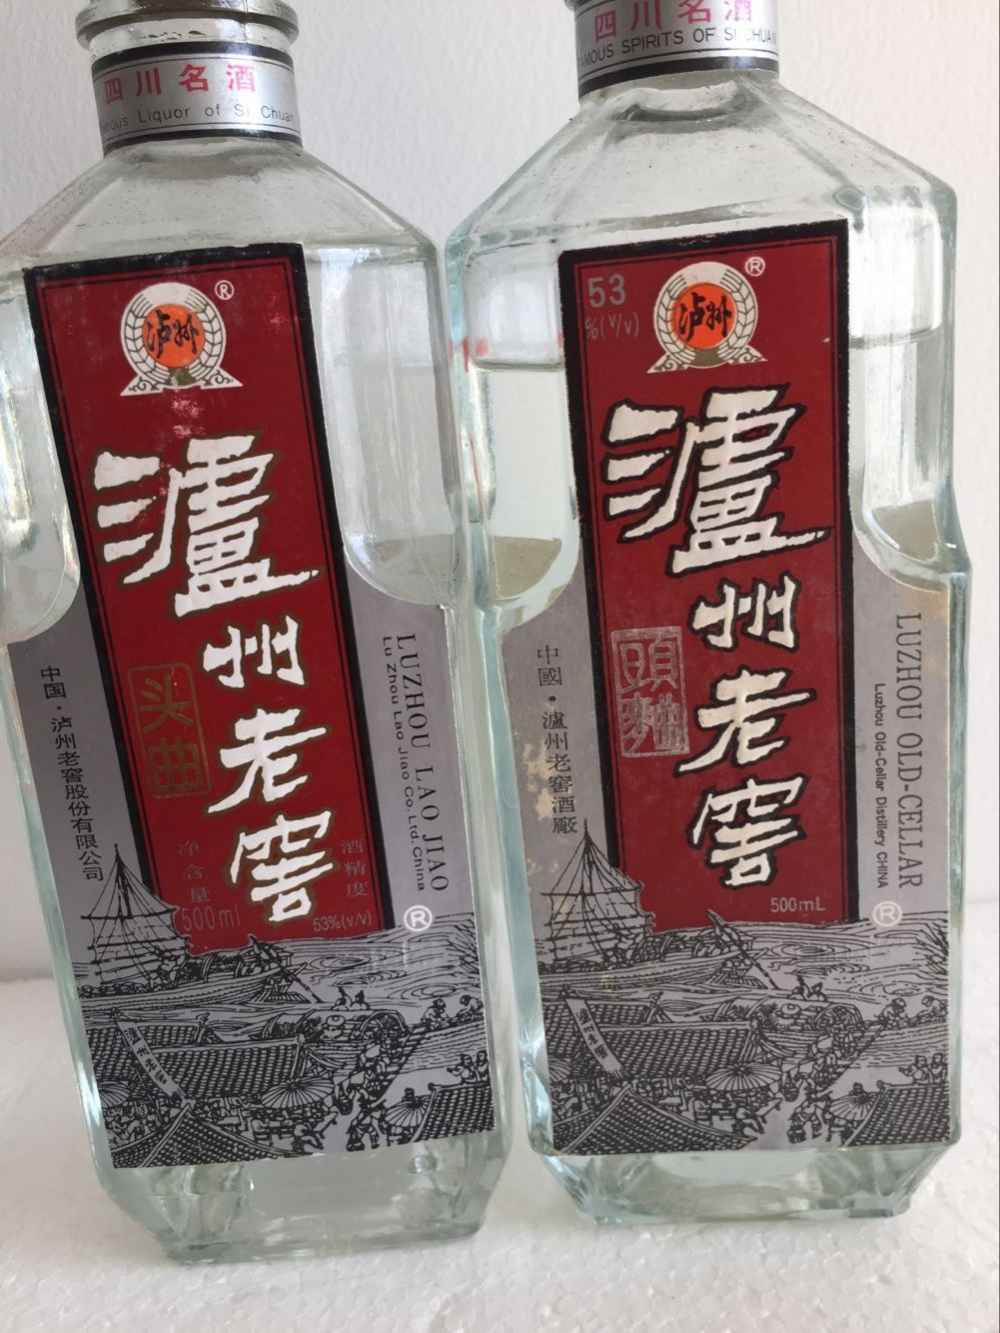 四川名酒
Liquor of Si Chuan
泸州
®
瀘州老窖
头曲
中國·泸州老窖股份有限公司
LUZHOU LAO JIAO
Lu Zhou Lao Jiao Co.Ltd.China
净含量
500ml
酒精度
53%(v/v)
®
四川名酒
SPIRITS OF SICHUAN
53
%(V/V)
泸州
®
瀘州老窖
頭麯
中國·瀘州老窖酒廠
LUZHOU OLD-CELLAR
Luzhou Old-Cellar Distillery CHINA
500mL
®